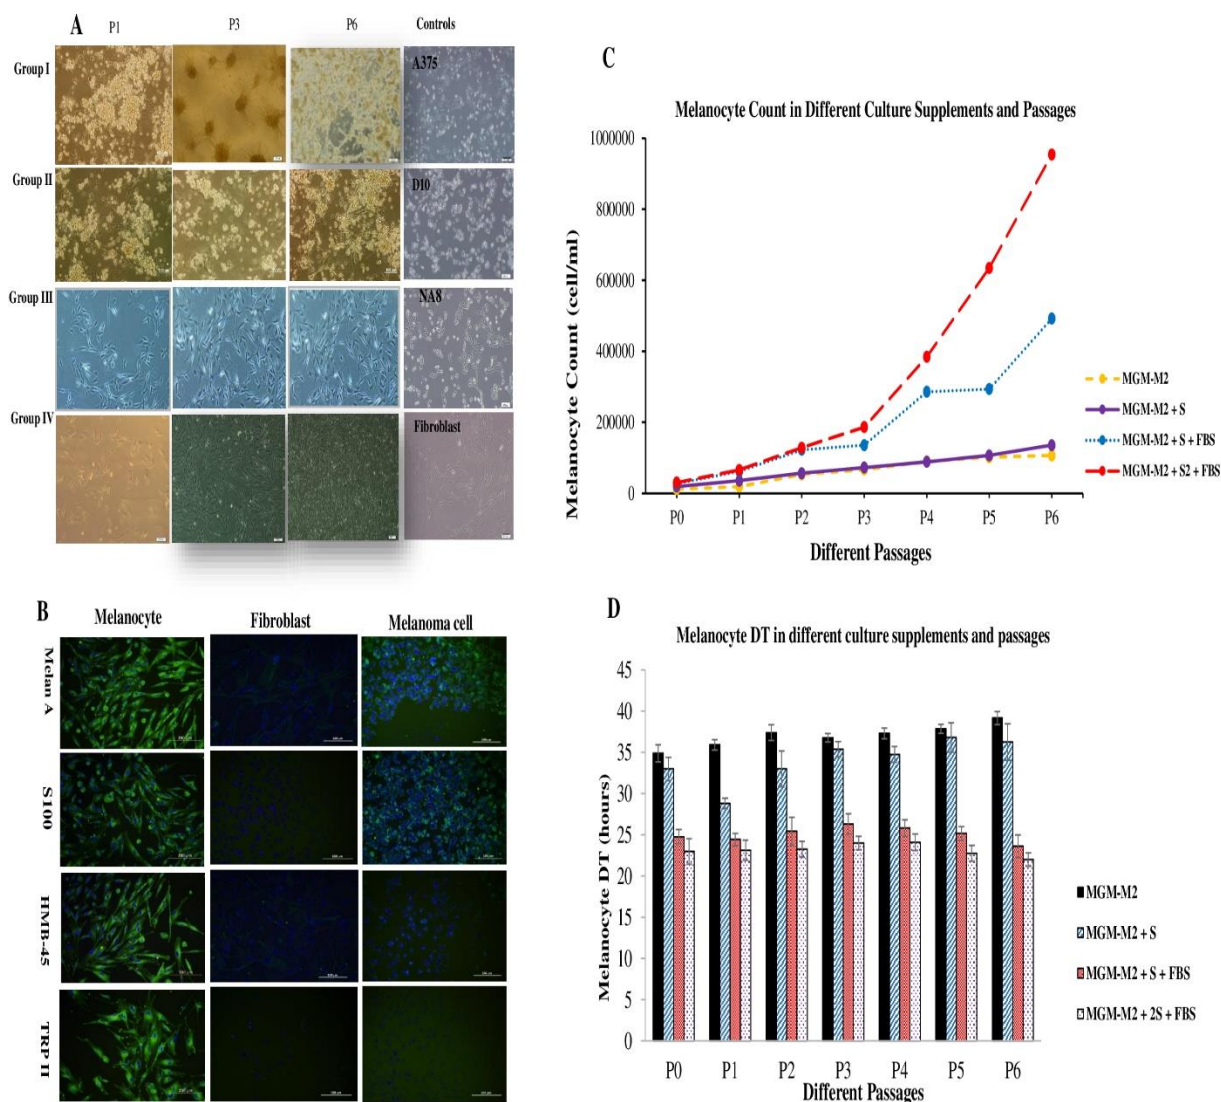 A
P1
P3
P6
Controls
Group I
A375
Group II
D10
Group III
NA8
Group IV
Fibroblast
B
Melanocyte
Fibroblast
Melanoma cell
Melan A
S 100
HMB-45
TRP II
C
Melanocyte Count in Different Culture Supplements and Passages
Melanocyte Count (cell/ml)
1000000
800000
600000
400000
200000
0
P0
P1
P2
P3
P4
P5
P6
Different Passages
MGM-M2
MGM-M2 + S
MGM-M2 + S + FBS
MGM-M2 + S2 + FBS
D
Melanocyte DT in different culture supplements and passages
Melanocyte DT (hours)
45
40
35
30
25
20
15
10
5
0
P0
P1
P2
P3
P4
P5
P6
Different Passages
MGM-M2
MGM-M2 + S
MGM-M2 + S + FBS
MGM-M2 + 2S + FBS